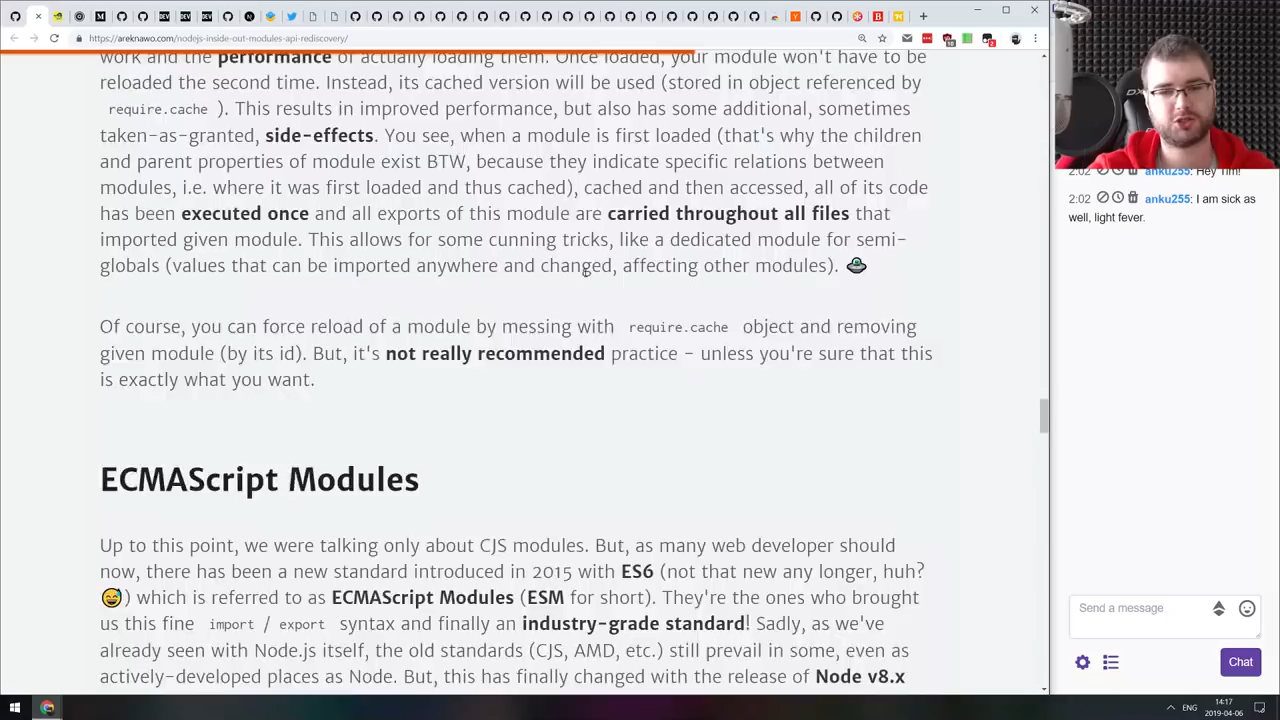 https://areknawo.com/nodejs-inside-out-modules-api-rediscovery/
work and the performance of actually loading them. Once loaded, your module won't have to be
reloaded the second time. Instead, its cached version will be used (stored in object referenced by
require.cache ). This results in improved performance, but also has some additional, sometimes
taken-as-granted, side-effects. You see, when a module is first loaded (that's why the children
and parent properties of module exist BTW, because they indicate specific relations between
modules, i.e. where it was first loaded and thus cached), cached and then accessed, all of its code
has been executed once and all exports of this module are carried throughout all files that
imported given module. This allows for some cunning tricks, like a dedicated module for semi-
globals (values that can be imported anywhere and changed, affecting other modules).
Of course, you can force reload of a module by messing with require.cache object and removing
given module (by its id). But, it's not really recommended practice - unless you're sure that this
is exactly what you want.
ECMAScript Modules
Up to this point, we were talking only about CJS modules. But, as many web developer should
now, there has been a new standard introduced in 2015 with ES6 (not that new any longer, huh?
) which is referred to as ECMAScript Modules (ESM for short). They're the ones who brought
us this fine import / export syntax and finally an industry-grade standard! Sadly, as we've
already seen with Node.js itself, the old standards (CJS, AMD, etc.) still prevail in some, even as
actively-developed places as Node. But, this has finally changed with the release of Node v8.x
2:02 anku255: Hey Tim!
2:02 anku255: I am sick as
well, light fever.
Send a message
Chat
ENG
14:17
2019-04-06